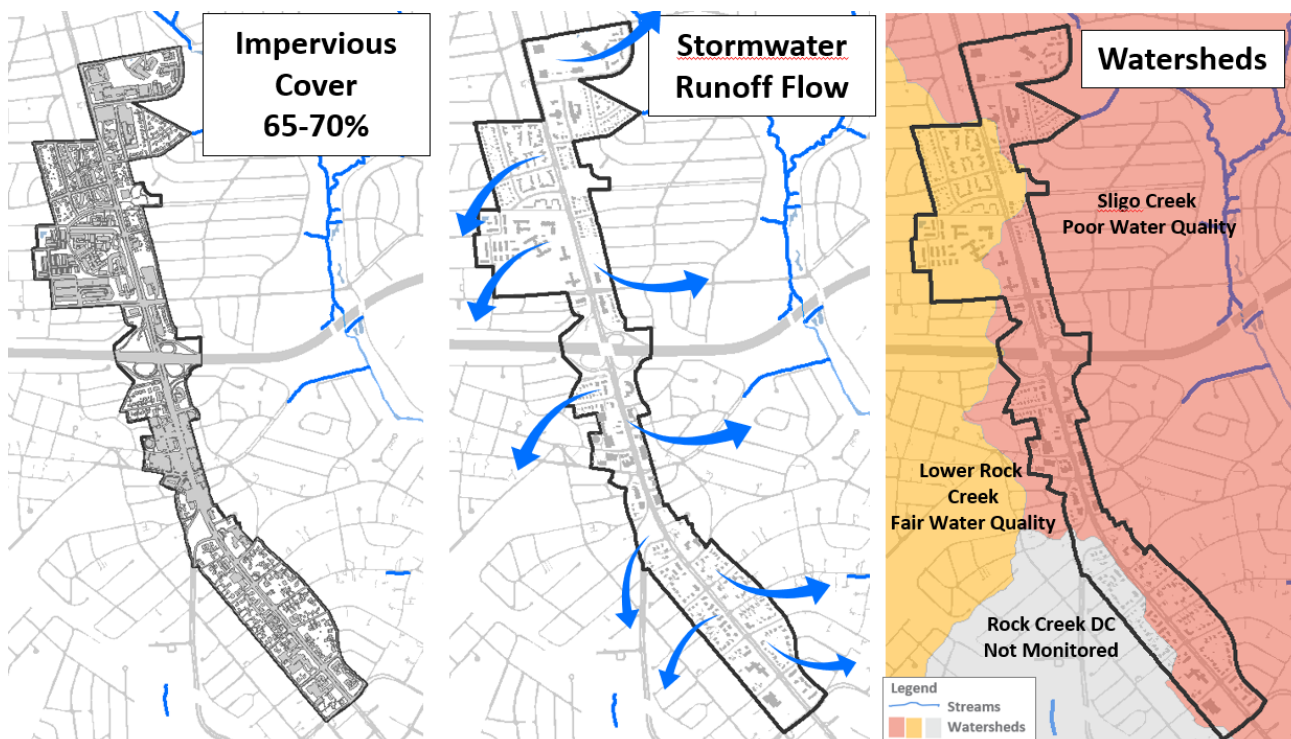 Impervious
Cover
65-70%
Stormwater
Runoff Flow
Watersheds
Sligo Creek
Poor Water Quality
Lower Rock
Creek
Fair Water Quality
Rock Creek DC
Not Monitored
Legend
Streams
Watersheds